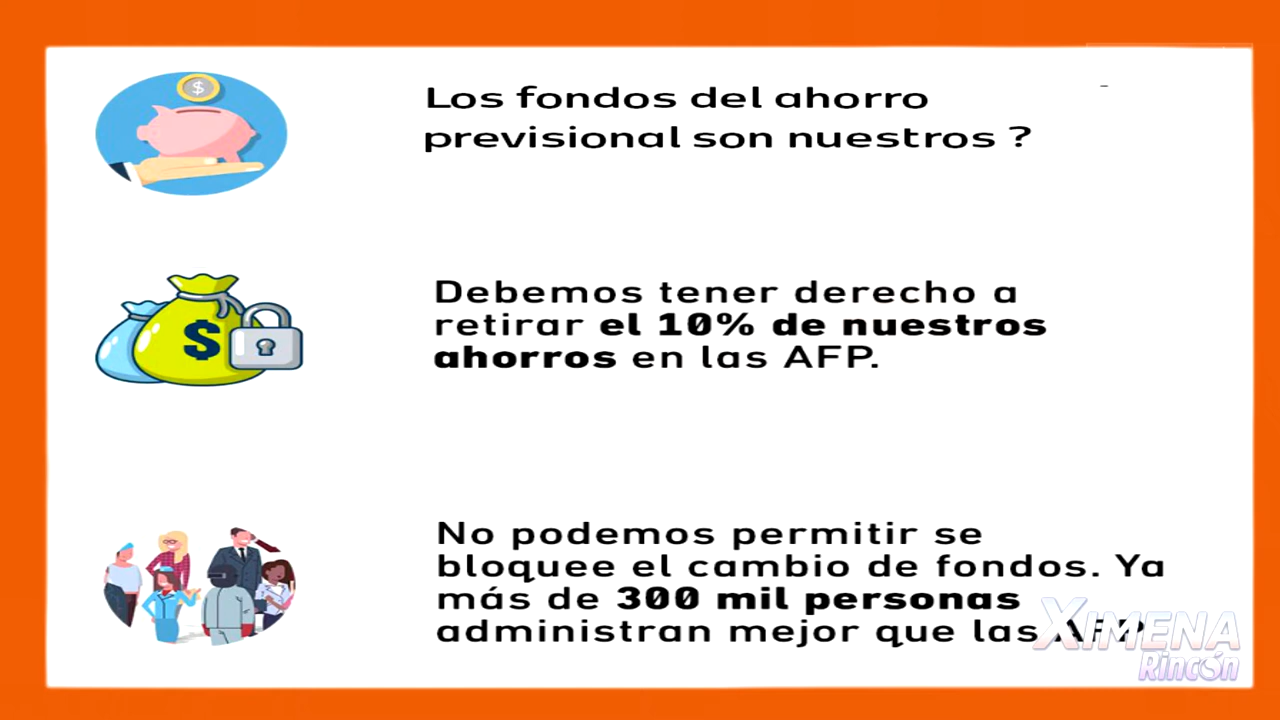 Los fondos del ahorro
previsional son nuestros ?
Debemos tener derecho a
retirar el 10% de nuestros
ahorros en las AFP.
No podemos permitir se
bloquee el cambio de fondos. Ya
más de 300 mil personas
administran mejor que las AFP
XIMENA
Rincón
$
$